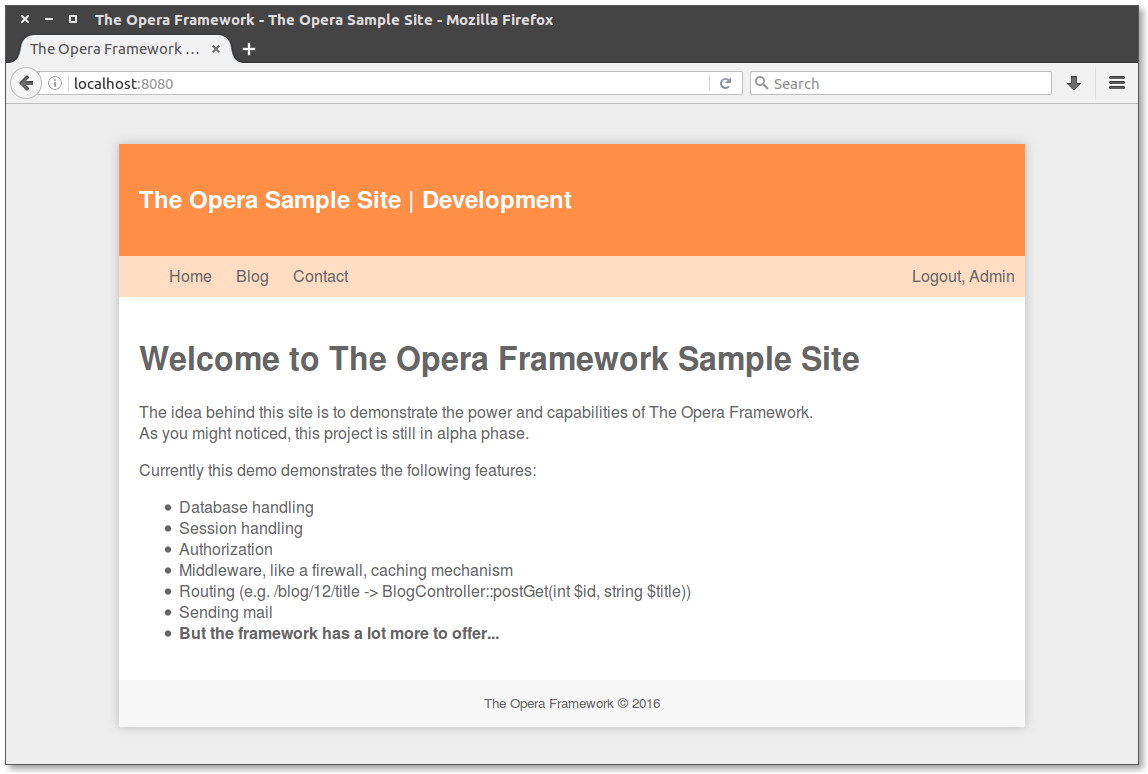 The Opera Framework - The Opera Sample Site - Mozilla Firefox
The Opera Framework ...
localhost:8080
Search
The Opera Sample Site | Development
Home Blog Contact Logout, Admin
Welcome to The Opera Framework Sample Site
The idea behind this site is to demonstrate the power and capabilities of The Opera Framework.
As you might noticed, this project is still in alpha phase.
Currently this demo demonstrates the following features:
Database handling
Session handling
Authorization
Middleware, like a firewall, caching mechanism
Routing (e.g. /blog/12/title -> BlogController::postGet(int $id, string $title))
Sending mail
But the framework has a lot more to offer...
The Opera Framework © 2016